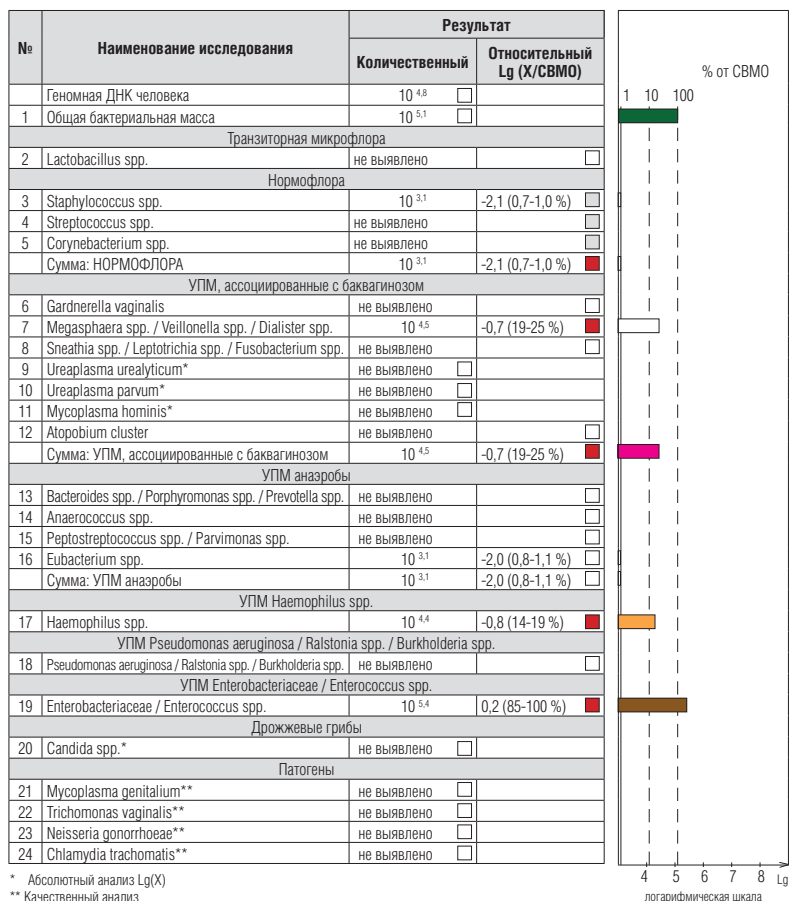 № Наименование исследования Результат
Количественный Относительный Lg (Х/СВМО)
% от СВМО
1 10 100
Геномная ДНК человека 10 4,8
1 Общая бактериальная масса 10 5,1
Транзиторная микрофлора
2 Lactobacillus spp. не выявлено
Нормофлора
3 Staphylococcus spp. 10 3,1 -2,1 (0,7-1,0 %)
4 Streptococcus spp. не выявлено
5 Corynebacterium spp. не выявлено
Сумма: НОРМОФЛОРА 10 3,1 -2,1 (0,7-1,0 %)
УПМ, ассоциированные с баквагинозом
6 Gardnerella vaginalis не выявлено
7 Megasphaera spp. / Veillonella spp. / Dialister spp. 10 4,5 -0,7 (19-25 %)
8 Sneathia spp. / Leptotrichia spp. / Fusobacterium spp. не выявлено
9 Ureaplasma urealyticum* не выявлено
10 Ureaplasma parvum* не выявлено
11 Mycoplasma hominis* не выявлено
12 Atopobium cluster не выявлено
Сумма: УПМ, ассоциированные с баквагинозом 10 4,5 -0,7 (19-25 %)
УПМ анаэробы
13 Bacteroides spp. / Porphyromonas spp. / Prevotella spp. не выявлено
14 Anaerococcus spp. не выявлено
15 Peptostreptococcus spp. / Parvimonas spp. не выявлено
16 Eubacterium spp. 10 3,1 -2,0 (0,8-1,1 %)
Сумма: УПМ анаэробы 10 3,1 -2,0 (0,8-1,1 %)
УПМ Haemophilus spp.
17 Haemophilus spp. 10 4,4 -0,8 (14-19 %)
УПМ Pseudomonas aeruginosa / Ralstonia spp. / Burkholderia spp.
18 Pseudomonas aeruginosa / Ralstonia spp. / Burkholderia spp. не выявлено
УПМ Enterobacteriaceae / Enterococcus spp.
19 Enterobacteriaceae / Enterococcus spp. 10 5,4 0,2 (85-100 %)
Дрожжевые грибы
20 Candida spp.* не выявлено
Патогены
21 Mycoplasma genitalium** не выявлено
22 Trichomonas vaginalis** не выявлено
23 Neisseria gonorrhoeae** не выявлено
24 Chlamydia trachomatis** не выявлено
4 5 6 7 8 Lg
логарифмическая шкала
* Абсолютный анализ Lg(X)
** Качественный анализ